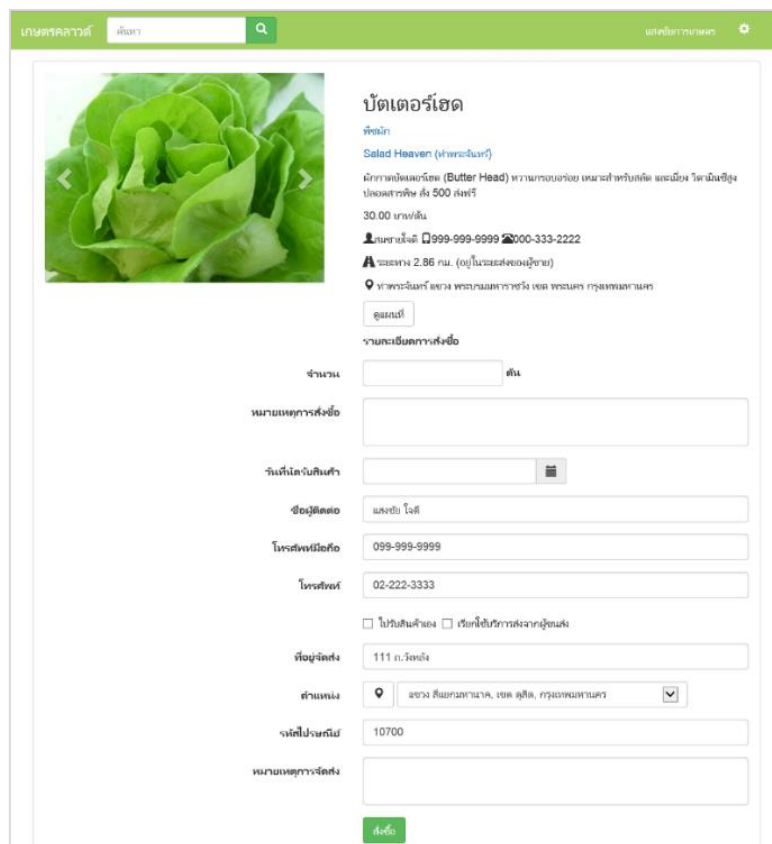 เกษตรคลาวด์ ค้นหา แสงชัยการเกษตร
บัตเตอร์เฮด
พืชผัก
Salad Heaven (ท่าพระจันทร์)
ผักกาดบัตเตอร์เฮด (Butter Head) หวานกรอบอร่อย เหมาะสำหรับสลัด และเมี่ยง วิตามินซีสูง
ปลอดสารพิษ สั่ง 500 ส่งฟรี
30.00 บาท/ต้น
สมชายใจดี 999-999-9999 000-333-2222
ระยะทาง 2.86 กม. (อยู่ในระยะส่งของผู้ขาย)
ท่าพระจันทร์ แขวง พระบรมมหาราชวัง เขต พระนคร กรุงเทพมหานคร
ดูแผนที่
รายละเอียดการสั่งซื้อ
จำนวน ต้น
หมายเหตุการสั่งซื้อ
วันที่นัดรับสินค้า
ชื่อผู้ติดต่อ แสงชัย ใจดี
โทรศัพท์มือถือ 099-999-9999
โทรศัพท์ 02-222-3333
ไปรับสินค้าเอง เรียกใช้บริการส่งจากผู้ขนส่ง
ที่อยู่จัดส่ง 111 ถ.วังหลัง
ตำแหน่ง แขวง สี่แยกมหานาค, เขต ดุสิต, กรุงเทพมหานคร
รหัสไปรษณีย์ 10700
หมายเหตุการจัดส่ง
สั่งซื้อ